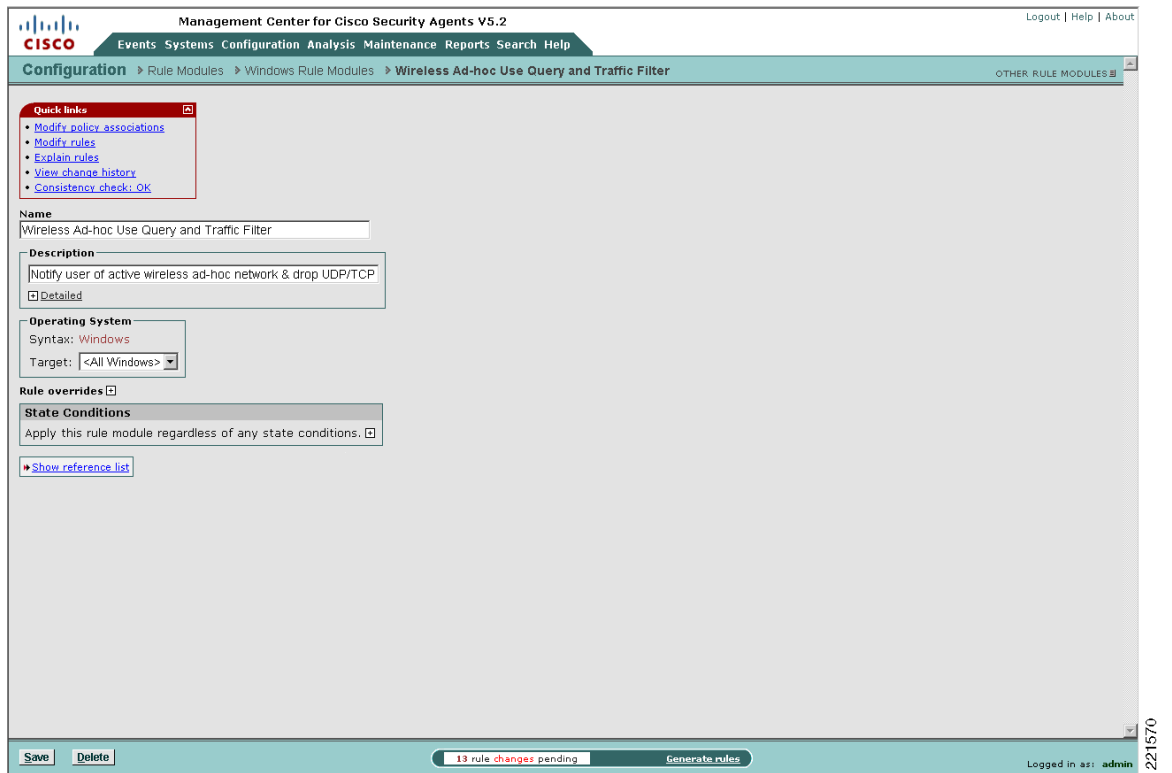 Management Center for Cisco Security Agents V5.2
Logout | Help | About
CISCO
Events Systems Configuration Analysis Maintenance Reports Search Help
Configuration Rule Modules Windows Rule Modules Wireless Ad-hoc Use Query and Traffic Filter
OTHER RULE MODULES
Quick links
Modify policy associations
Modify rules
Explain rules
View change history
Consistency check: OK
Name
Wireless Ad-hoc Use Query and Traffic Filter
Description
Notify user of active wireless ad-hoc network & drop UDP/TCP
Detailed
Operating System
Syntax: Windows
Target: <All Windows>
Rule overrides
State Conditions
Apply this rule module regardless of any state conditions.
Show reference list
Save Delete
13 rule changes pending Generate rules
Logged in as: admin
221570